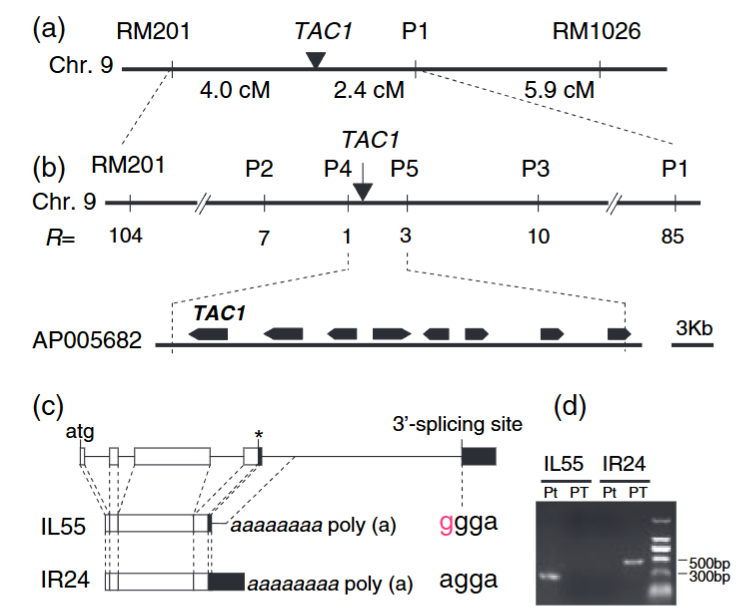 (a)
RM201 TAC1 P1 RM1026
Chr. 9
4.0 cM 2.4 cM 5.9 cM
TAC1
(b) RM201 P2 P4 P5 P3 P1
Chr. 9
R= 104 7 1 3 10 85
TAC1
AP005682
3Kb
(c)
atg * 3'-splicing site
IL55 aaaaaaaa poly (a) ggga
IR24 aaaaaaaa poly (a) agga
(d)
IL55 IR24
Pt PT Pt PT
500bp
300bp